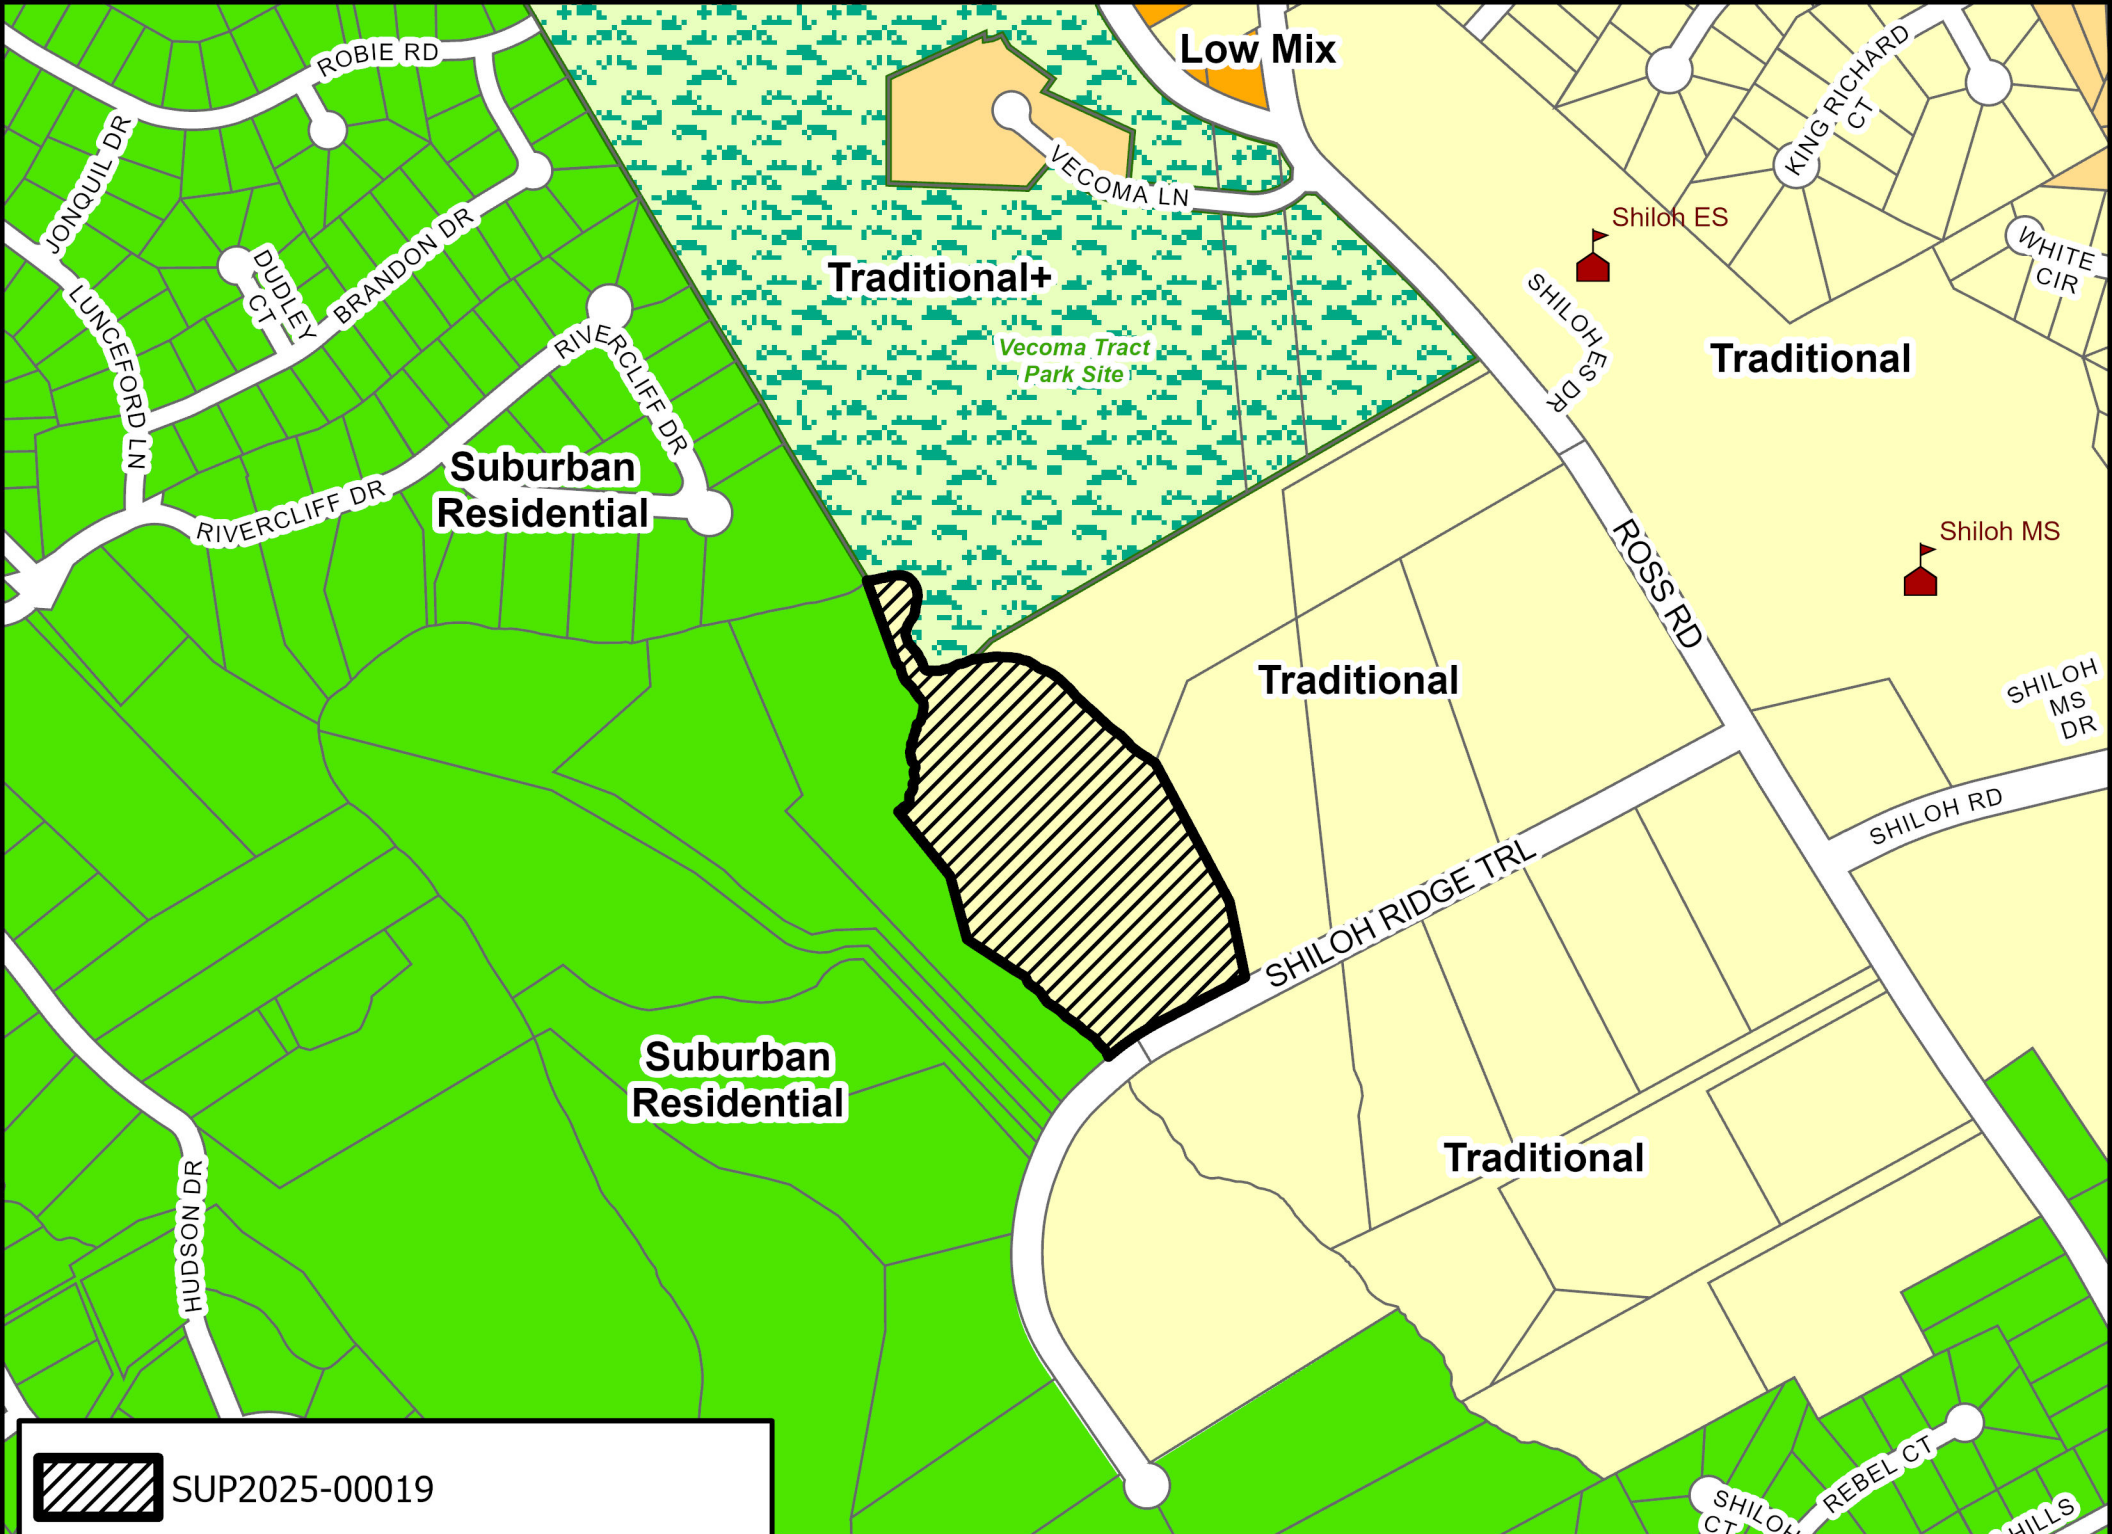 Low Mix
ROBIE RD
KING RICHARD
CT
JONQUIL DR
VECOMA LN
Shiloh ES
WHITE
CIR
DUDLEY
CT
BRANDON DR
Traditional+
SHILOH ES DR
LUNCEFORD LN
RIVERCLIFF DR
Vecoma Tract
Park Site
Traditional
Suburban
Residential
RIVERCLIFF DR
ROSS RD
Shiloh MS
Traditional
SHILOH
MS
DR
SHILOH RD
SHILOH RIDGE TRL
Suburban
Residential
Traditional
HUDSON DR
REBEL CT
SHILOH
CT
HILLS
SUP2025-00019